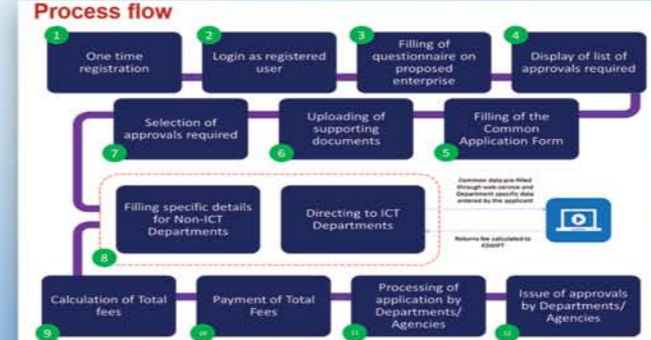 Process flow
1
One time
registration
2
Login as registered
user
3
Filling of
questionnaire on
proposed
enterprise
4
Display of list of
approvals required
5
Filling of the
Common
Application Form
6
Uploading of
supporting
documents
7
Selection of
approvals required
8
Filling specific details
for Non-ICT
Departments
Directing to ICT
Departments
Common data pre-filled
through web-service and
Department specific data
entered by the applicant
Returns fee calculated to
KSWIFT
9
Calculation of Total
fees
10
Payment of Total
Fees
11
Processing of
application by
Departments/
Agencies
12
Issue of approvals
by Departments/
Agencies